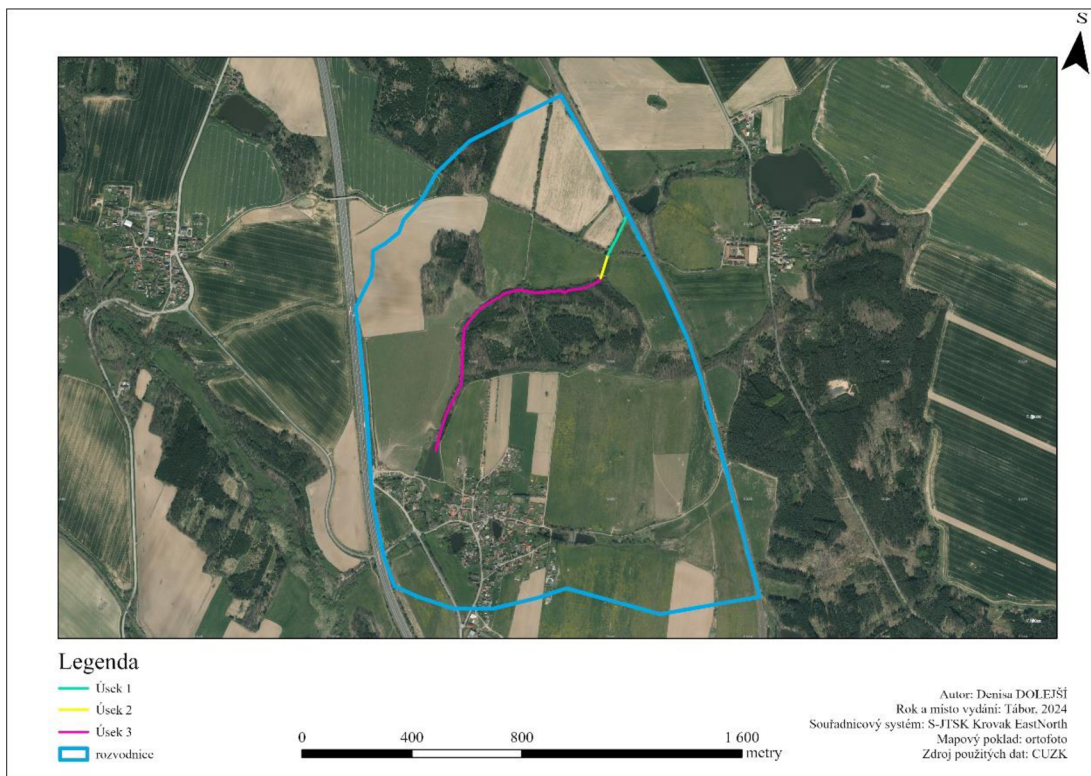 S
Legenda
Úsek 1
Úsek 2
Úsek 3
rozvodnice
0 400 800 1 600
metry
Autor: Denisa DOLEJŠÍ
Rok a místo vydání: Tábor, 2024
Souřadnicový systém: S-JTSK Krovak EastNorth
Mapový poklad: ortofoto
Zdroj použitých dat: CUZK